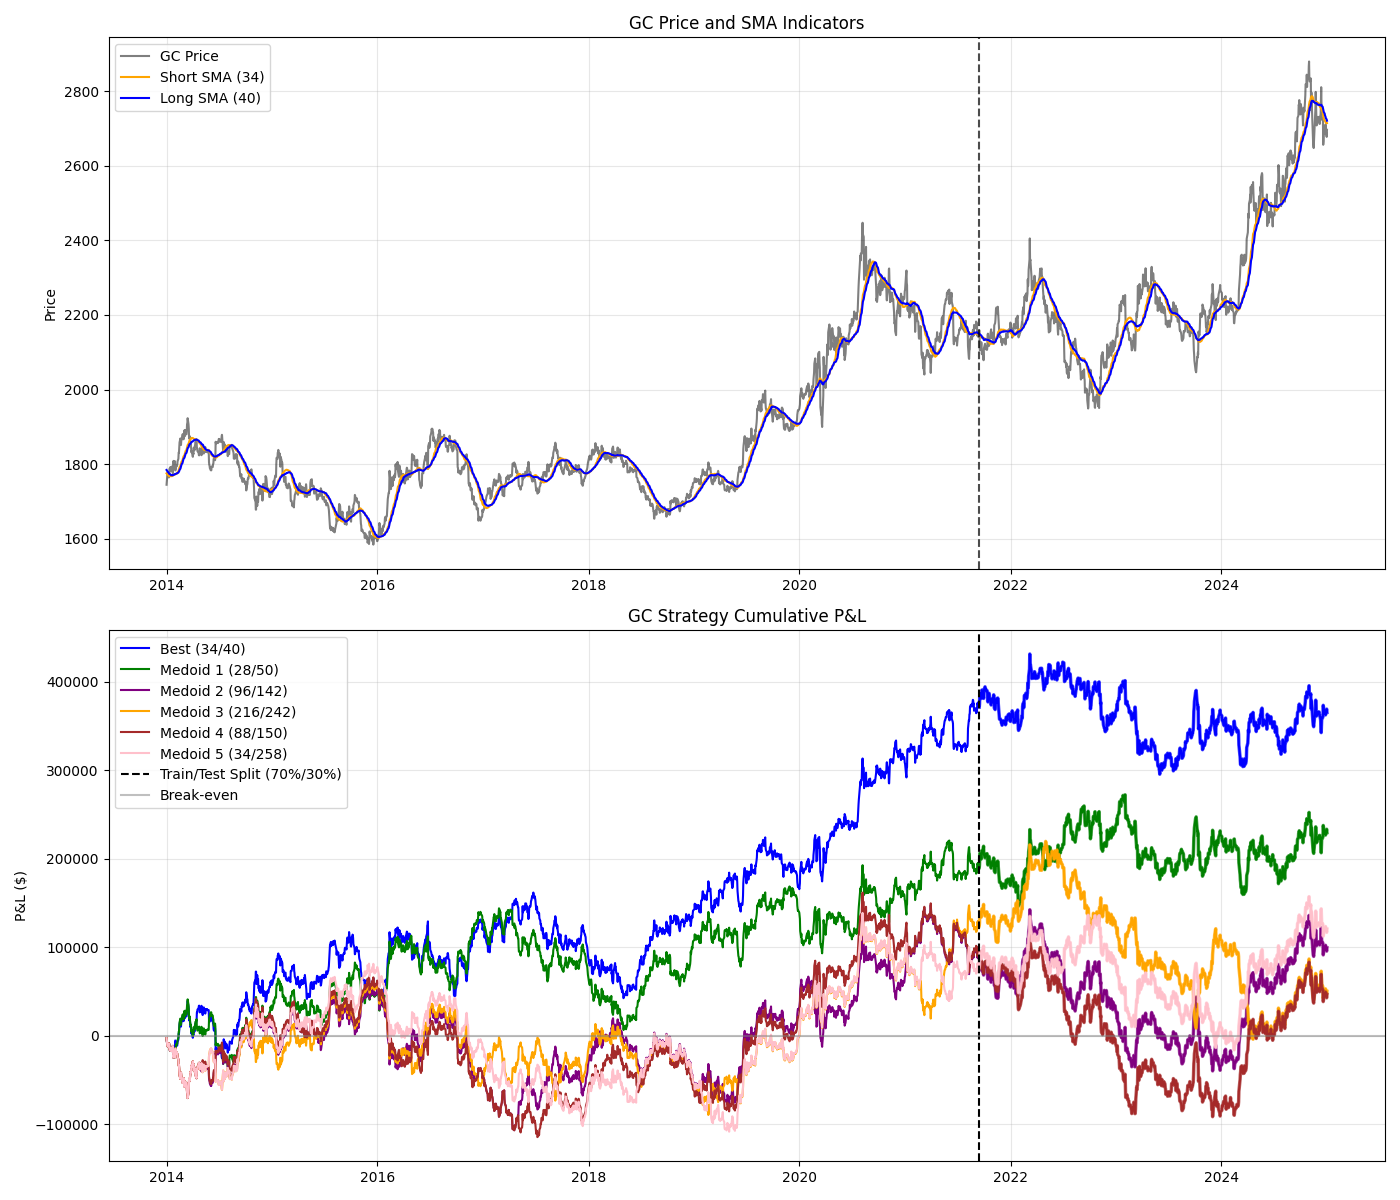 GC Price and SMA Indicators
GC Price
Short SMA (34)
Long SMA (40)
Price
2800
2600
2400
2200
2000
1800
1600
2014
2016
2018
2020
2022
2024
GC Strategy Cumulative P&L
Best (34/40)
Medoid 1 (28/50)
Medoid 2 (96/142)
Medoid 3 (216/242)
Medoid 4 (88/150)
Medoid 5 (34/258)
Train/Test Split (70%/30%)
Break-even
P&L ($)
400000
300000
200000
100000
0
−100000
2014
2016
2018
2020
2022
2024